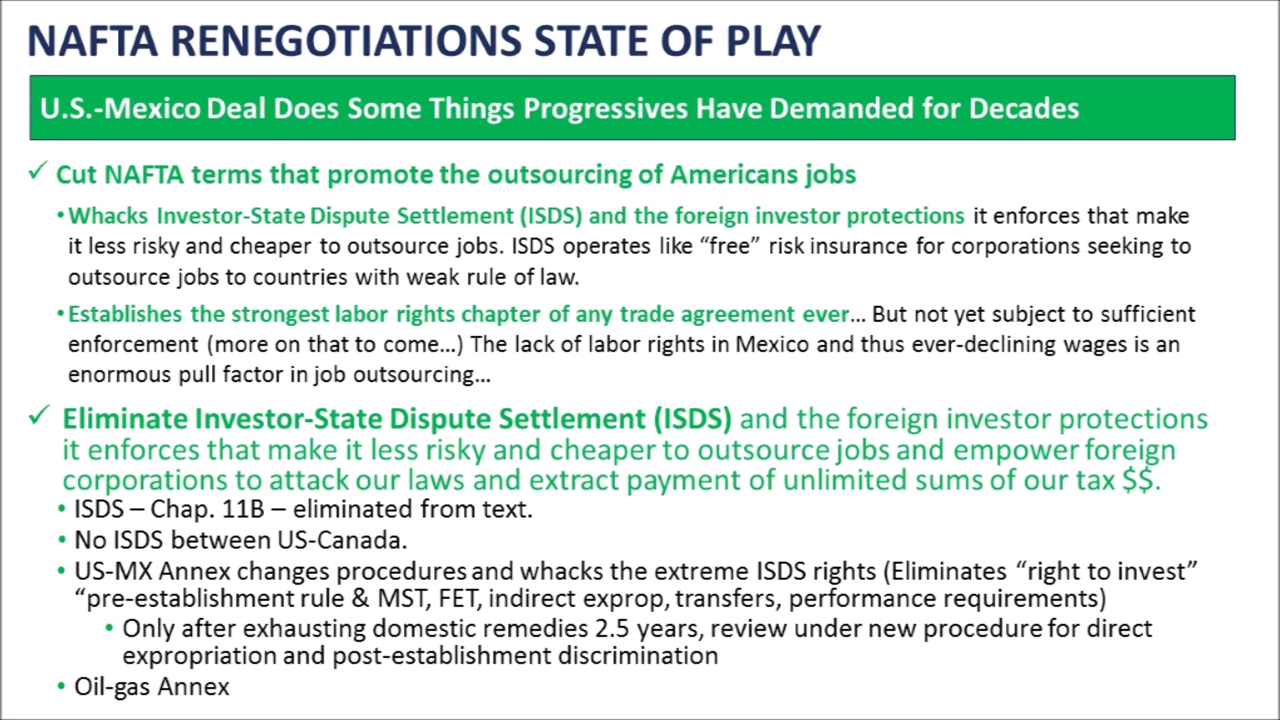 NAFTA RENEGOTIATIONS STATE OF PLAY
U.S.-Mexico Deal Does Some Things Progressives Have Demanded for Decades
✓ Cut NAFTA terms that promote the outsourcing of Americans jobs
• Whacks Investor-State Dispute Settlement (ISDS) and the foreign investor protections it enforces that make
it less risky and cheaper to outsource jobs. ISDS operates like “free” risk insurance for corporations seeking to
outsource jobs to countries with weak rule of law.
• Establishes the strongest labor rights chapter of any trade agreement ever… But not yet subject to sufficient
enforcement (more on that to come…) The lack of labor rights in Mexico and thus ever-declining wages is an
enormous pull factor in job outsourcing…
✓ Eliminate Investor-State Dispute Settlement (ISDS) and the foreign investor protections
it enforces that make it less risky and cheaper to outsource jobs and empower foreign
corporations to attack our laws and extract payment of unlimited sums of our tax $$.
• ISDS – Chap. 11B – eliminated from text.
• No ISDS between US-Canada.
• US-MX Annex changes procedures and whacks the extreme ISDS rights (Eliminates “right to invest”
“pre-establishment rule & MST, FET, indirect exprop, transfers, performance requirements)
• Only after exhausting domestic remedies 2.5 years, review under new procedure for direct
expropriation and post-establishment discrimination
• Oil-gas Annex